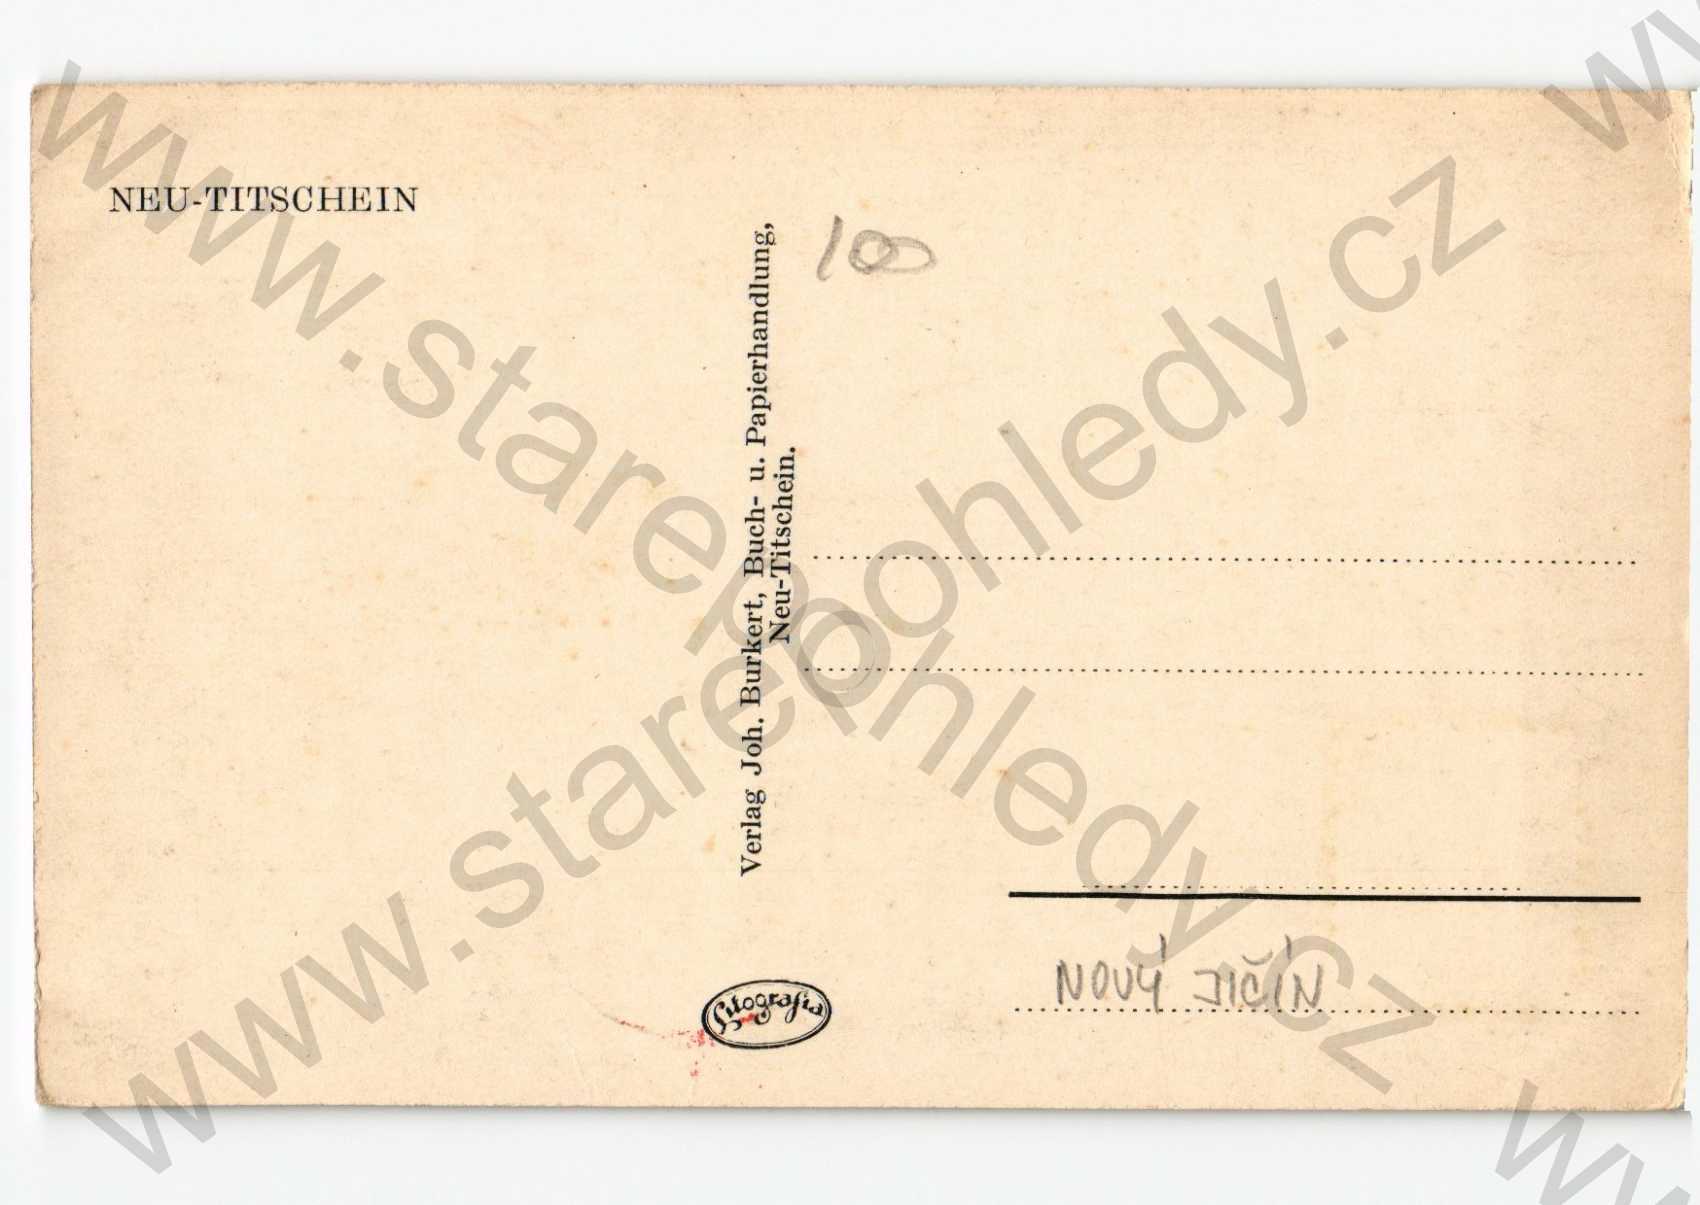 NEU-TITSCHEIN
100
Verlag Joh. Burkert, Buch- u. Papierhandlung,
Neu-Titschein.
NOVÝ JIČÍN
Litografia
www.starepohledy.cz
www.starepohledy.cz